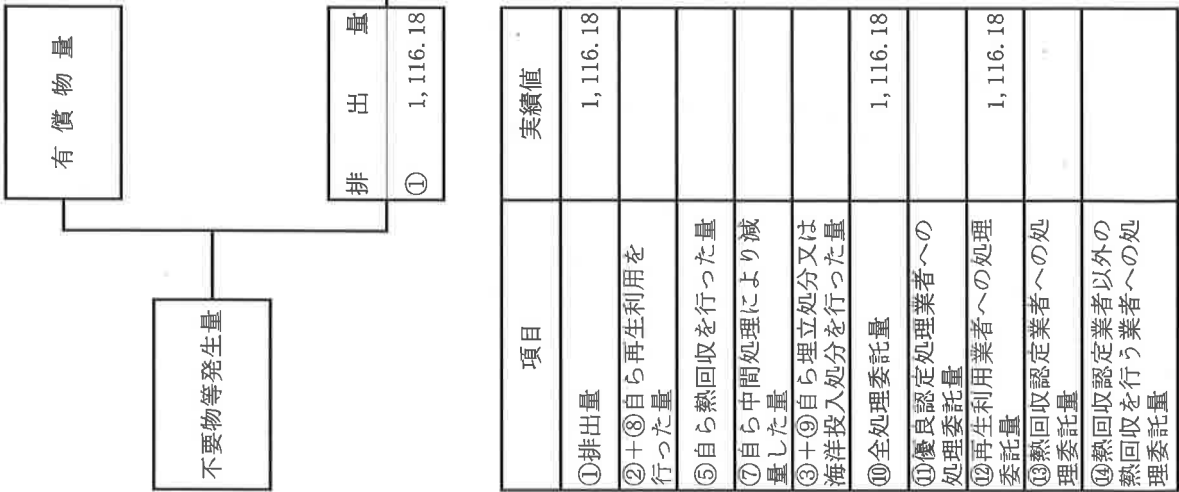 有償物量
不要物等発生量
排出量
① 1,116.18
項目 実績値
①排出量 1,116.18
②+⑧自ら再生利用を
行った量
⑤自ら熱回収を行った量
⑦自ら中間処理により減
量した量
③+⑨自ら埋立処分又は
海洋投入処分を行った量
⑩全処理委託量 1,116.18
⑪優良認定処理業者への
処理委託量
⑫再生利用業者への処理
委託量 1,116.18
⑬熱回収認定業者への処
理委託量
⑭熱回収認定業者以外の
熱回収を行う業者への処
理委託量